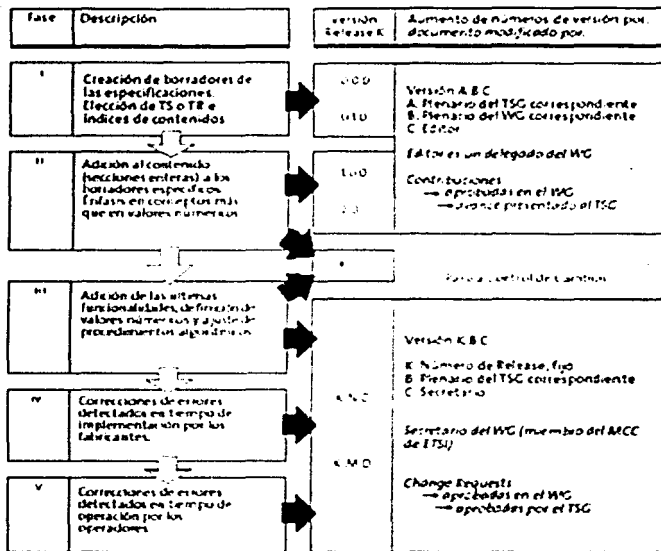 Fase Descripción
versión
Release K
Aumento de números de versión por:
documento modificado por:
I
Creación de borradores de
las especificaciones.
Elección de TS o TR e
índices de contenidos
0.0.0
Versión A.B.C
A. Plenario del TSG correspondiente
B. Plenario del WG correspondiente
C. Editor
Editor es un delegado del WG
Contribuciones
→ aprobadas en el WG
→ avance presentado al TSG
II
Adición al contenido
(secciones enteras) a los
borradores específicos.
Énfasis en conceptos más
que en valores numéricos
Pasa a control de cambios
III
Adición de las últimas
funcionalidades, definición de
valores numéricos y ajuste de
procedimientos algorítmicos
Versión K.B.C
K. Número de Release, fijo
B. Plenario del TSG correspondiente
C. Secretario
Secretario del WG (miembro del MCC
de ETSI)
Change Requests
→ aprobadas en el WG
→ aprobadas por el TSG
IV
Correcciones de errores
detectados en tiempo de
implementación por los
fabricantes.
K.M.0
V
Correcciones de errores
detectados en tiempo de
operación por los
operadores